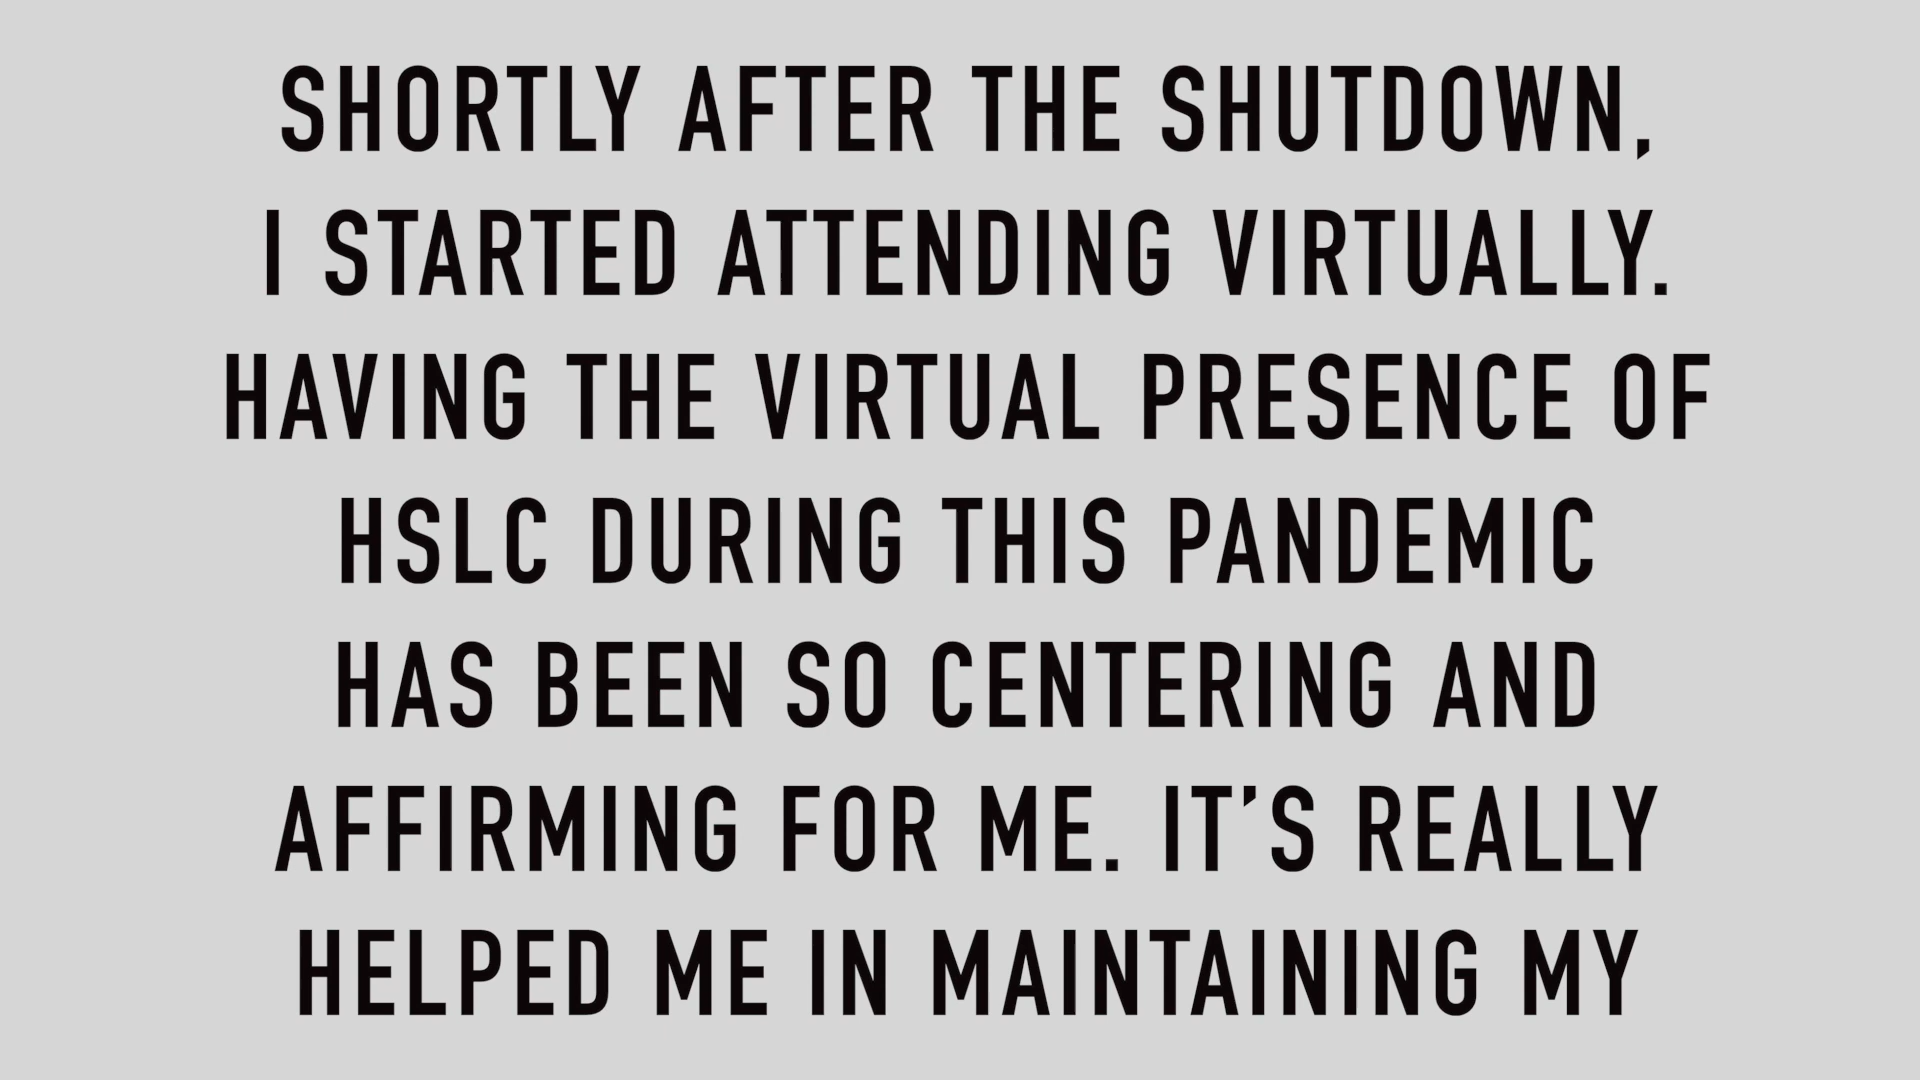 SHORTLY AFTER THE SHUTDOWN,
I STARTED ATTENDING VIRTUALLY.
HAVING THE VIRTUAL PRESENCE OF
HSLC DURING THIS PANDEMIC
HAS BEEN SO CENTERING AND
AFFIRMING FOR ME. IT’S REALLY
HELPED ME IN MAINTAINING MY